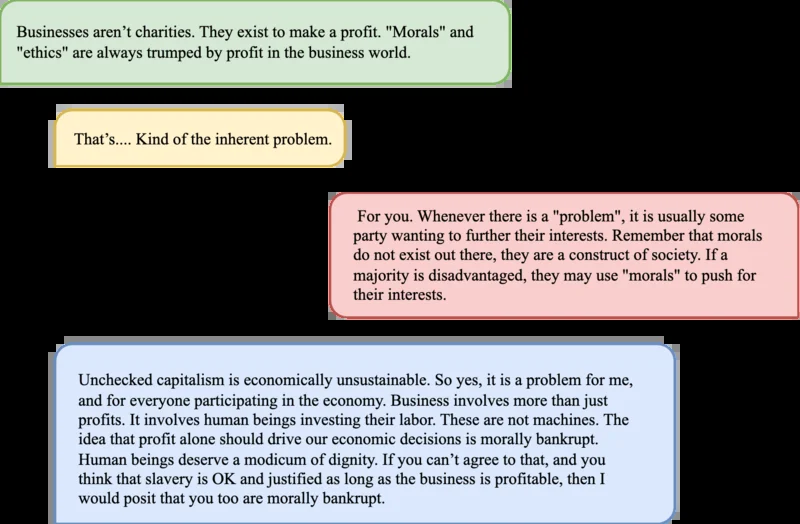 Businesses aren’t charities. They exist to make a profit. "Morals" and
"ethics" are always trumped by profit in the business world.
That’s.... Kind of the inherent problem.
For you. Whenever there is a "problem", it is usually some
party wanting to further their interests. Remember that morals
do not exist out there, they are a construct of society. If a
majority is disadvantaged, they may use "morals" to push for
their interests.
Unchecked capitalism is economically unsustainable. So yes, it is a problem for me,
and for everyone participating in the economy. Business involves more than just
profits. It involves human beings investing their labor. These are not machines. The
idea that profit alone should drive our economic decisions is morally bankrupt.
Human beings deserve a modicum of dignity. If you can’t agree to that, and you
think that slavery is OK and justified as long as the business is profitable, then I
would posit that you too are morally bankrupt.